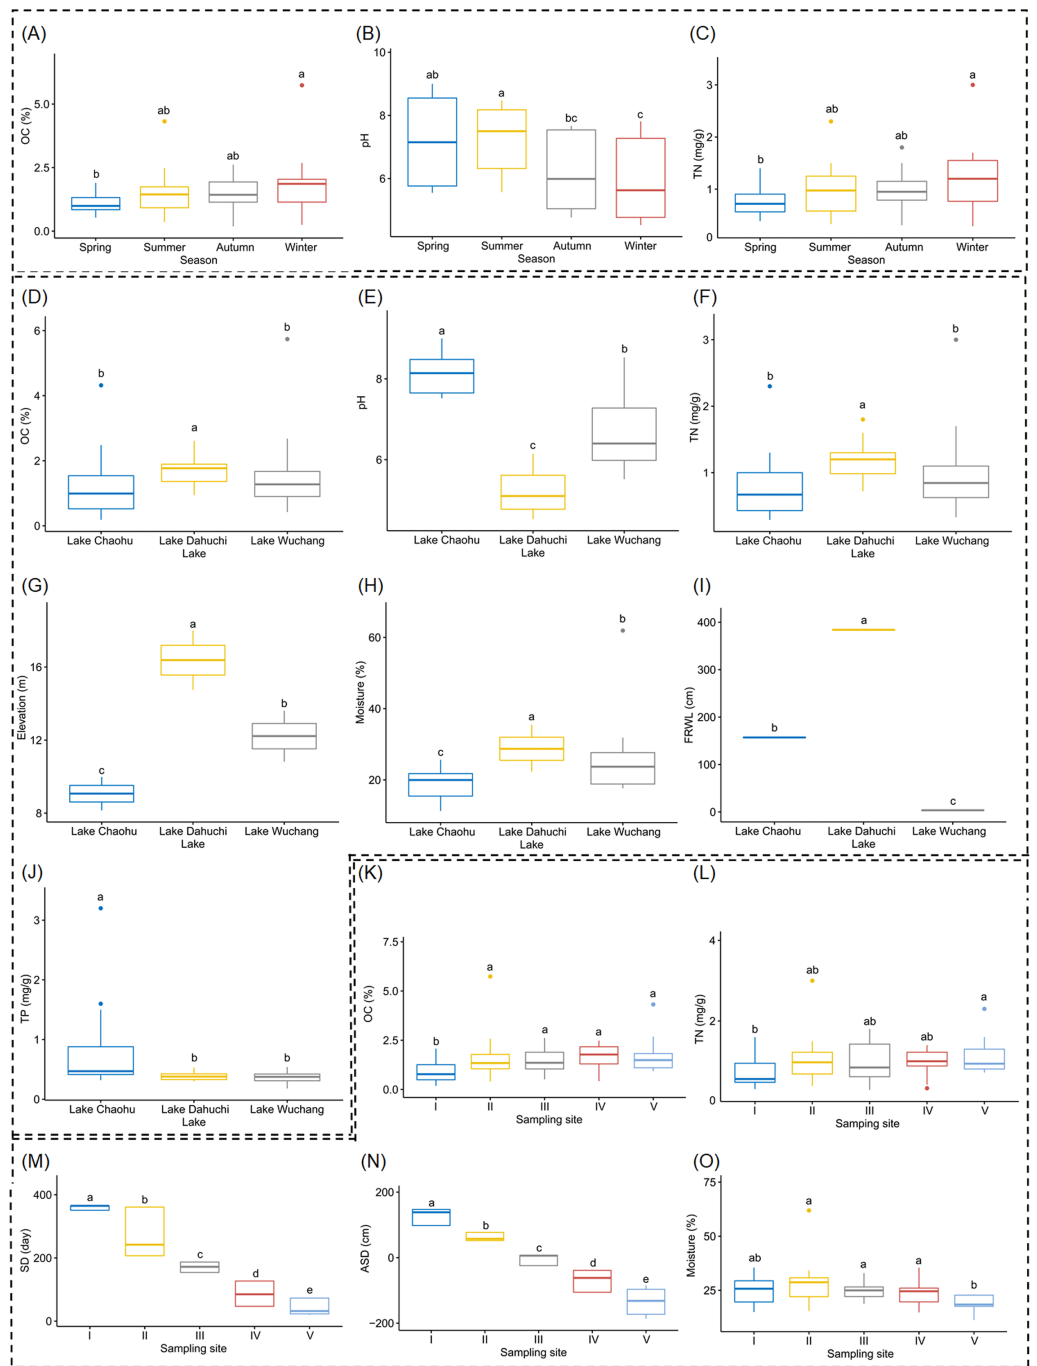 (A) (B) (C)
OC (%)
5.0
2.5
0.0
b ab ab a
Spring Summer Autumn Winter
Season
pH
10
8
6
ab a bc c
Spring Summer Autumn Winter
Season
TN (mg/g)
3
2
1
0
b ab ab a
Spring Summer Autumn Winter
Season
(D) (E) (F)
OC (%)
6
4
2
0
b a b
Lake Chaohu Lake Dahuchi Lake Wuchang
Lake
pH
8
6
a c b
Lake Chaohu Lake Dahuchi Lake Wuchang
Lake
TN (mg/g)
3
2
1
b a b
Lake Chaohu Lake Dahuchi Lake Wuchang
Lake
(G) (H) (I)
Elevation (m)
16
12
8
c a b
Lake Chaohu Lake Dahuchi Lake Wuchang
Lake
Moisture (%)
60
40
20
c a b
Lake Chaohu Lake Dahuchi Lake Wuchang
Lake
FRWL (cm)
400
300
200
100
0
b a c
Lake Chaohu Lake Dahuchi Lake Wuchang
Lake
(J) (K) (L)
TP (mg/g)
3
2
1
0
a b b
Lake Chaohu Lake Dahuchi Lake Wuchang
Lake
OC (%)
7.5
5.0
2.5
0.0
b a a a a
I II III IV V
Sampling site
TN (mg/g)
4
2
0
b ab ab ab a
I II III IV V
Samping site
(M) (N) (O)
SD (day)
400
200
0
a b c d e
I II III IV V
Sampling site
ASD (cm)
200
0
−200
a b c d e
I II III IV V
Sampling site
Moisture (%)
75
50
25
ab a a a b
I II III IV V
Sampling site